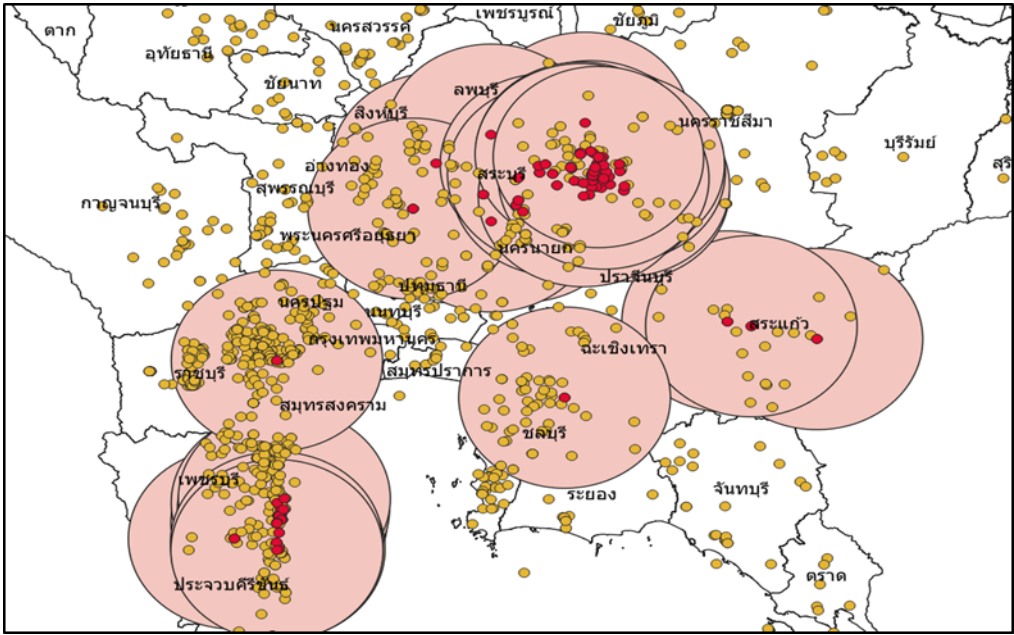 เพชรบูรณ์
ชัยภูมิ
ตาก
นครสวรรค์
อุทัยธานี
ชัยนาท
ลพบุรี
สิงห์บุรี
นครราชสีมา
บุรีรัมย์
อ่างทอง
สระบุรี
สุ
สุพรรณบุรี
กาญจนบุรี
พระนครศรีอยุธยา
นครนายก
ปราจีนบุรี
ปทุมธานี
นครปฐม
นนทบุรี
สระแก้ว
กรุงเทพมหานคร
ฉะเชิงเทรา
ราชบุรี
สมุทรปราการ
สมุทรสงคราม
ชลบุรี
เพชรบุรี
ระยอง
จันทบุรี
ประจวบคีรีขันธ์
ตราด